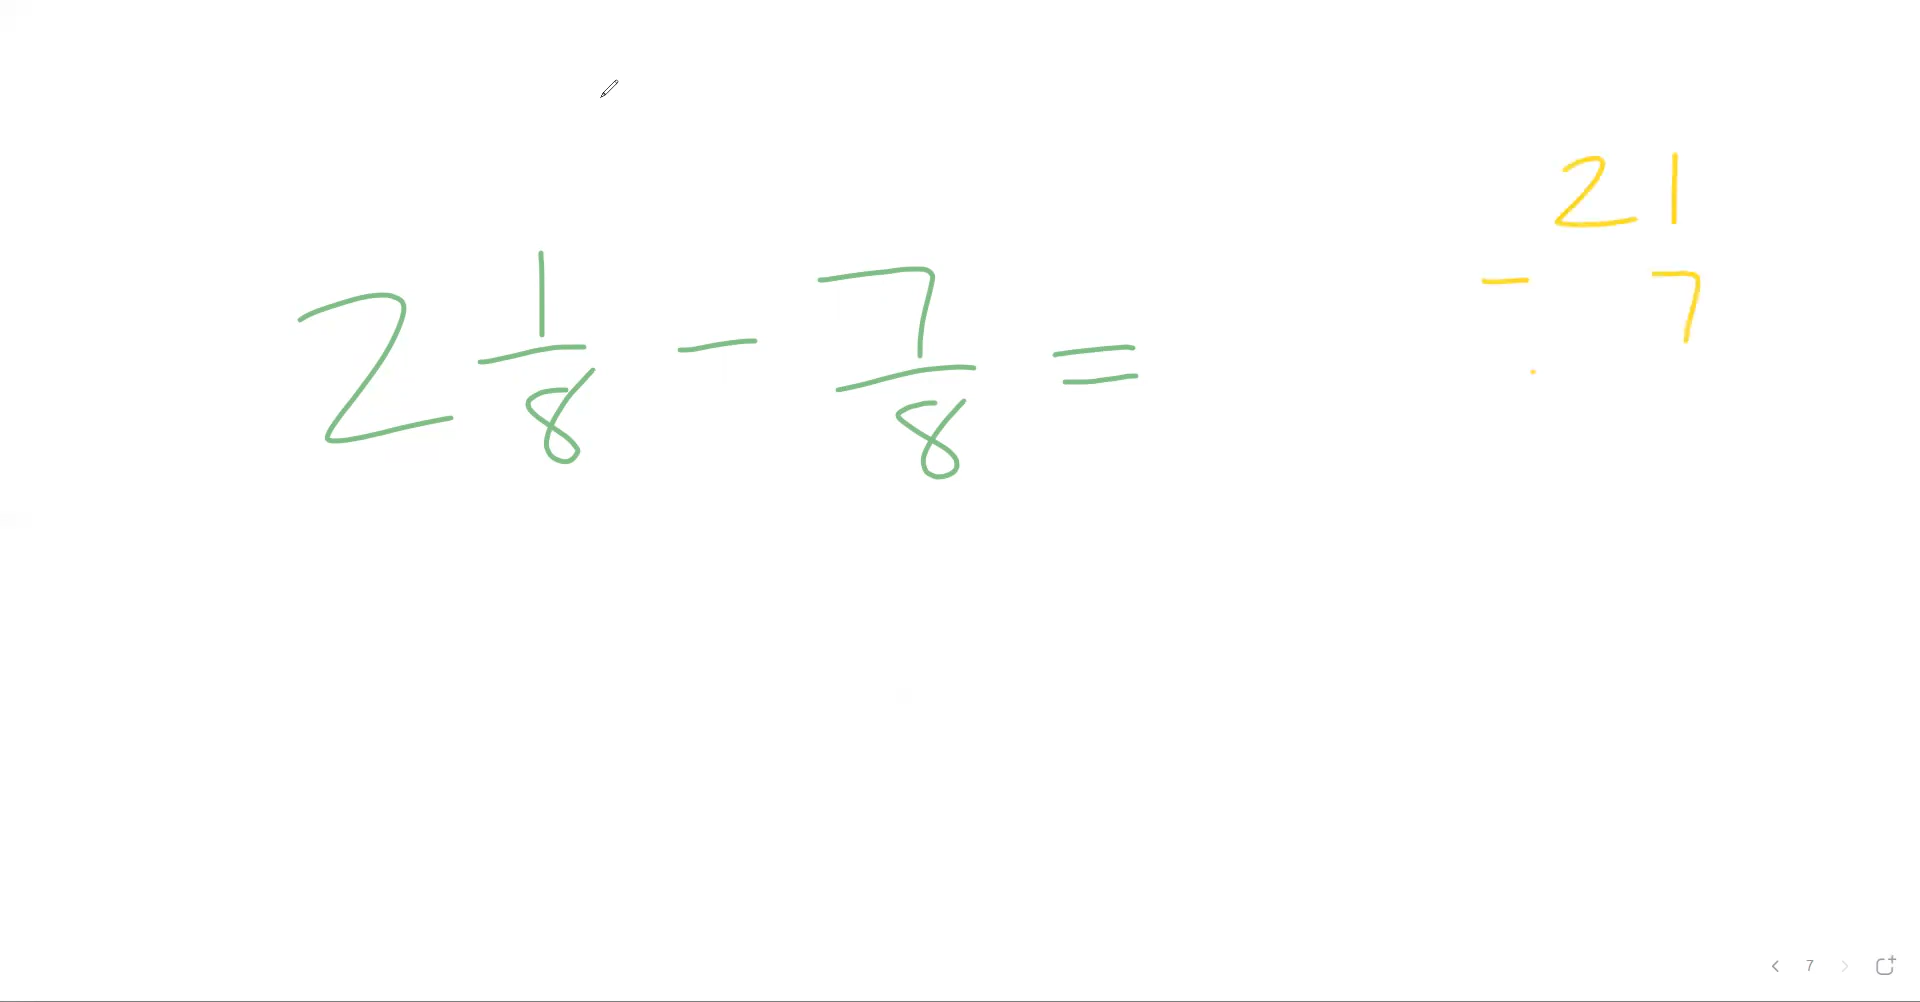 2 1/8 - 7/8 =
21
- 7
7